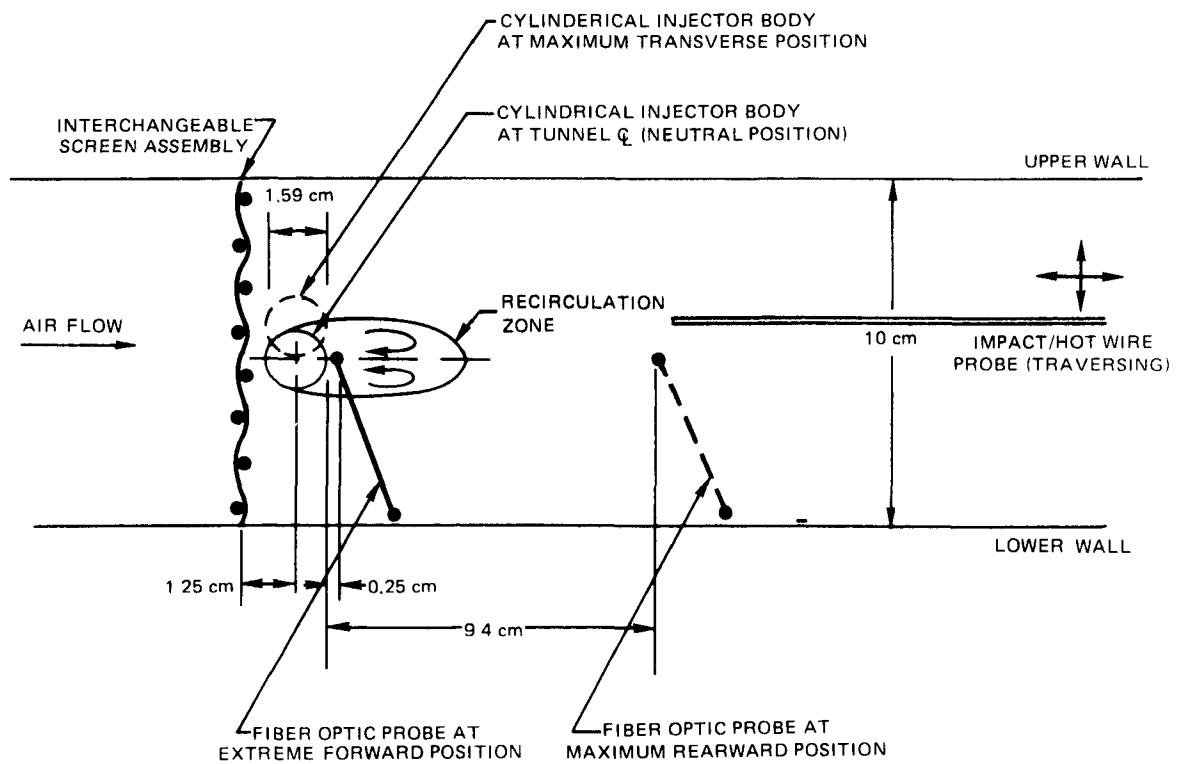 CYLINDERICAL INJECTOR BODY
AT MAXIMUM TRANSVERSE POSITION
CYLINDRICAL INJECTOR BODY
AT TUNNEL ℄ (NEUTRAL POSITION)
INTERCHANGEABLE
SCREEN ASSEMBLY
UPPER WALL
1.59 cm
RECIRCULATION
ZONE
AIR FLOW
10 cm
IMPACT/HOT WIRE
PROBE (TRAVERSING)
LOWER WALL
1 25 cm
0.25 cm
9 4 cm
FIBER OPTIC PROBE AT
EXTREME FORWARD POSITION
FIBER OPTIC PROBE AT
MAXIMUM REARWARD POSITION